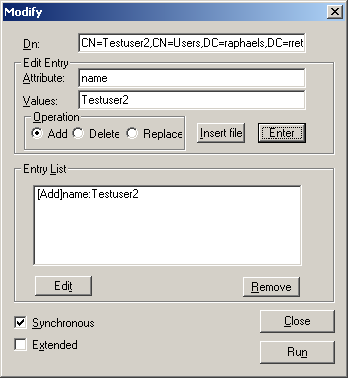 Modify
Dn: CN=Testuser2,CN=Users,DC=raphaels,DC=rret
Edit Entry
Attribute: name
Values: Testuser2
Operation
Add Delete Replace Insert file Enter
Entry List
[Add]name:Testuser2
Edit Remove
Synchronous Close
Extended
Run